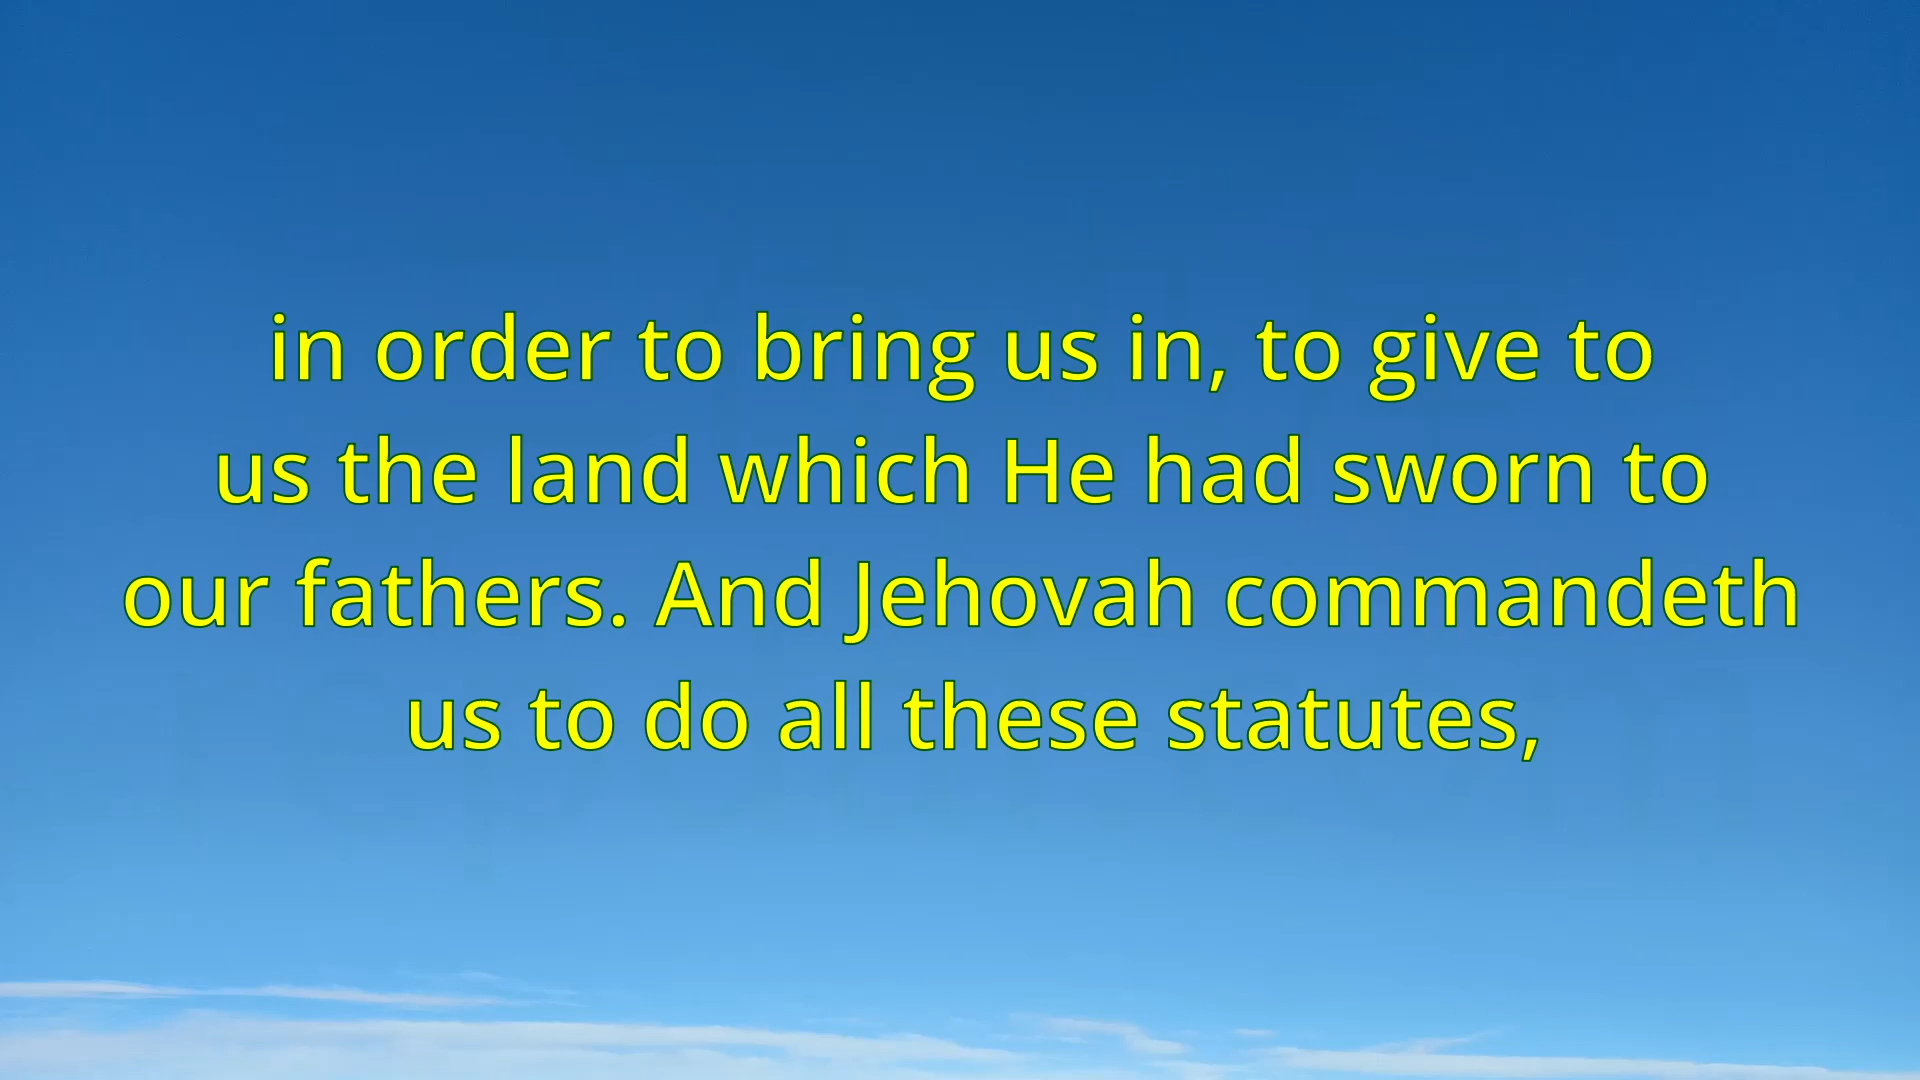 in order to bring us in, to give to
us the land which He had sworn to
our fathers. And Jehovah commandeth
us to do all these statutes,